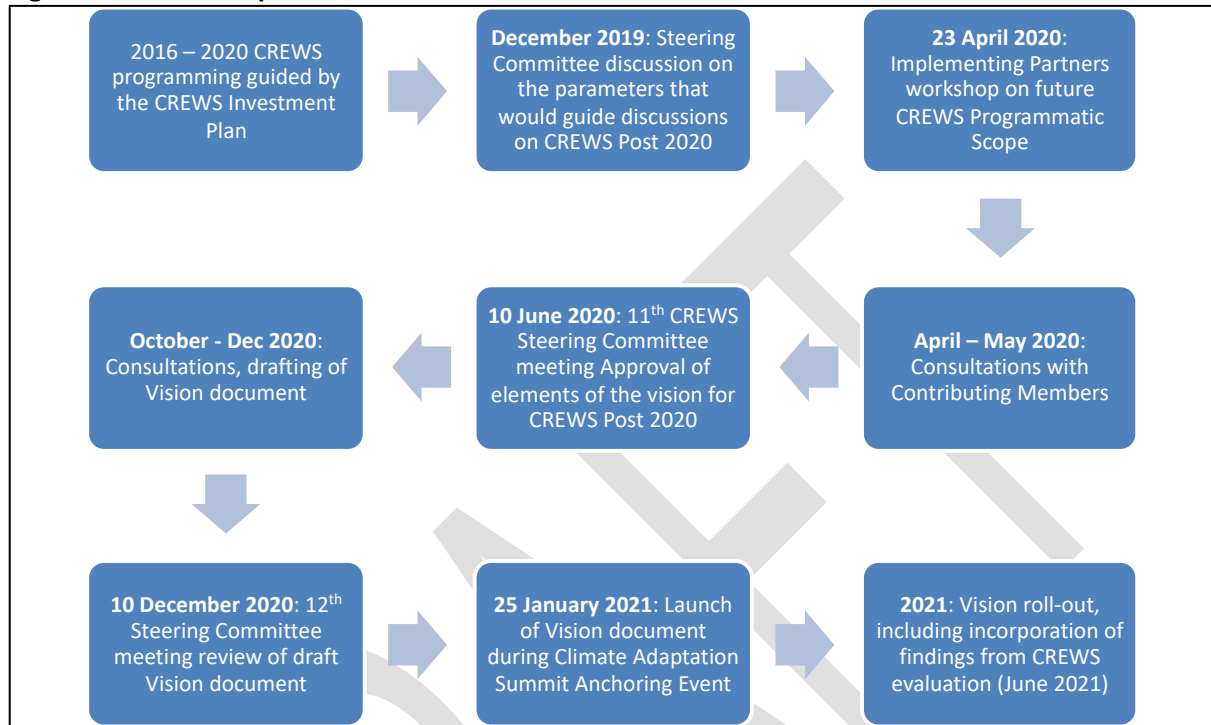 2016 – 2020 CREWS
programming guided by
the CREWS Investment
Plan
December 2019: Steering
Committee discussion on
the parameters that
would guide discussions
on CREWS Post 2020
23 April 2020:
Implementing Partners
workshop on future
CREWS Programmatic
Scope
April – May 2020:
Consultations with
Contributing Members
10 June 2020: 11th CREWS
Steering Committee
meeting Approval of
elements of the vision for
CREWS Post 2020
October - Dec 2020:
Consultations, drafting of
Vision document
10 December 2020: 12th
Steering Committee
meeting review of draft
Vision document
25 January 2021: Launch
of Vision document
during Climate Adaptation
Summit Anchoring Event
2021: Vision roll-out,
including incorporation of
findings from CREWS
evaluation (June 2021)